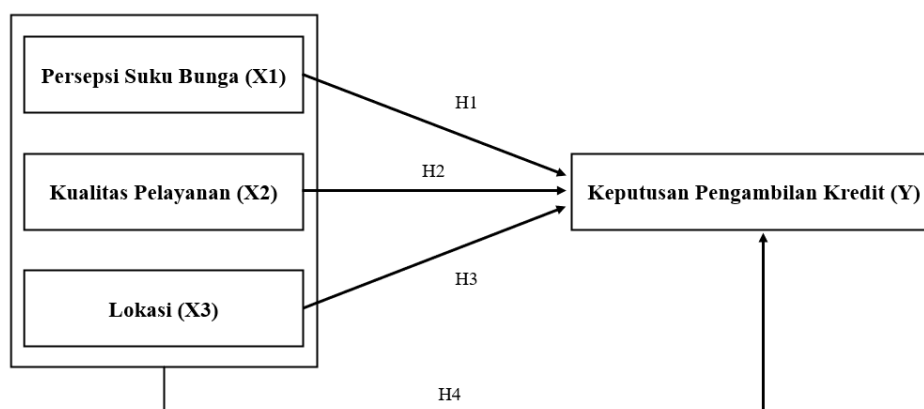 Persepsi Suku Bunga (X1)
H1
H2
Kualitas Pelayanan (X2)
Keputusan Pengambilan Kredit (Y)
H3
Lokasi (X3)
H4